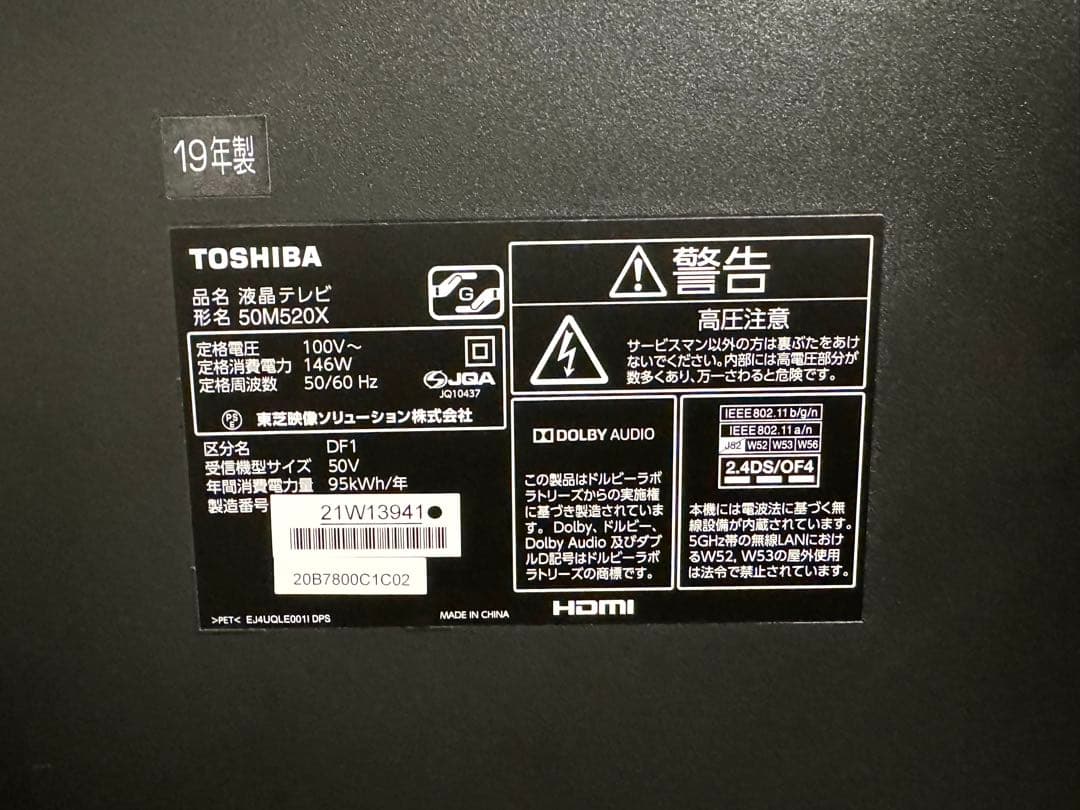 19年製
TOSHIBA
品名 液晶テレビ
形名 50M520X
G
定格電圧 100V～
定格消費電力 146W
定格周波数 50/60 Hz
JQA
JQ10437
PSE 東芝映像ソリューション株式会社
区分名 DF1
受信機型サイズ 50V
年間消費電力量 95kWh/年
製造番号
21W13941●
20B7800C1C02
>PET< EJ4UQLE001I DPS
MADE IN CHINA
警告
高圧注意
サービスマン以外の方は裏ぶたをあけ
ないでください。内部には高電圧部分が
数多くあり、万一さわると危険です。
DOLBY AUDIO
この製品はドルビーラボ
ラトリーズからの実施権
に基づき製造されていま
す。Dolby、ドルビー、
Dolby Audio 及びダブ
ルD記号はドルビーラボ
ラトリーズの商標です。
IEEE802.11b/g/n
IEEE802.11a/n
J52 W52 W53 W56
2.4DS/OF4
本機には電波法に基づく無
線設備が内蔵されています。
5GHz帯の無線LANにおけ
るW52, W53の屋外使用
は法令で禁止されています。
HDMI